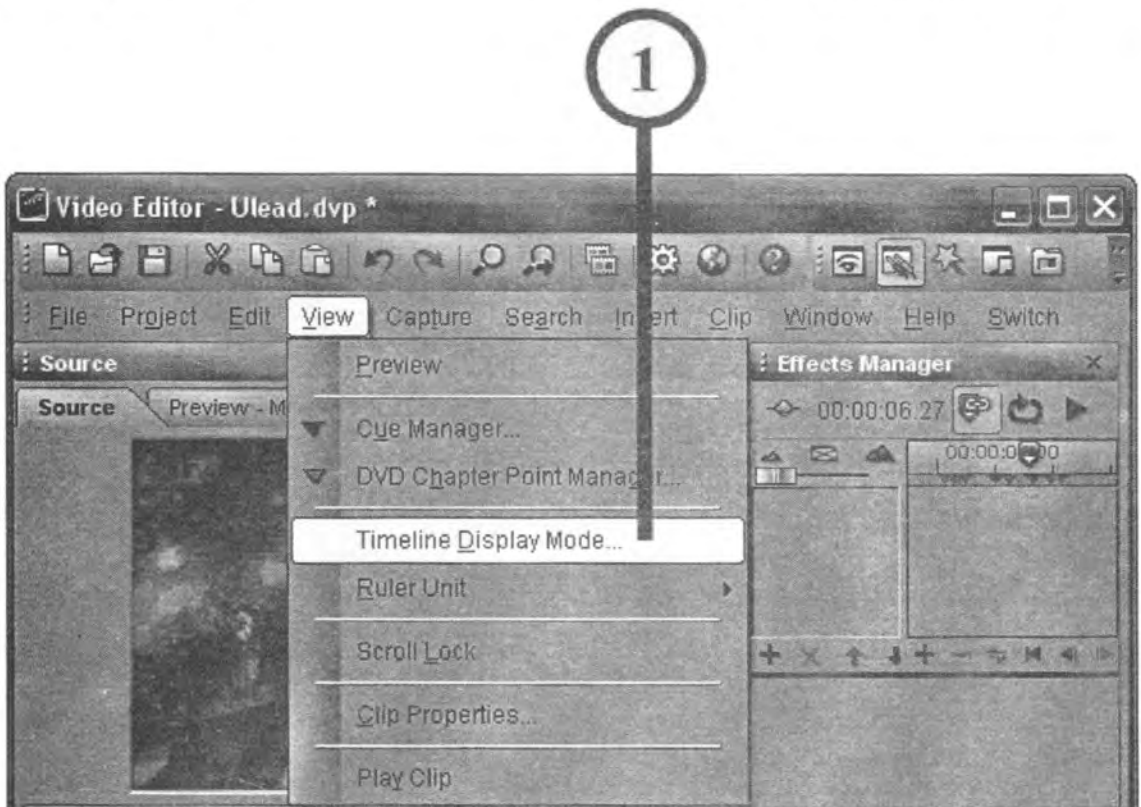 1
Video Editor - Ulead.dvp *
File Project Edit View Capture Search Insert Clip Window Help Switch
Source
Effects Manager
Source Preview - M
00:00:06.27
Preview
Cue Manager...
DVD Chapter Point Manager...
Timeline Display Mode...
Ruler Unit
Scroll Lock
Clip Properties...
Play Clip